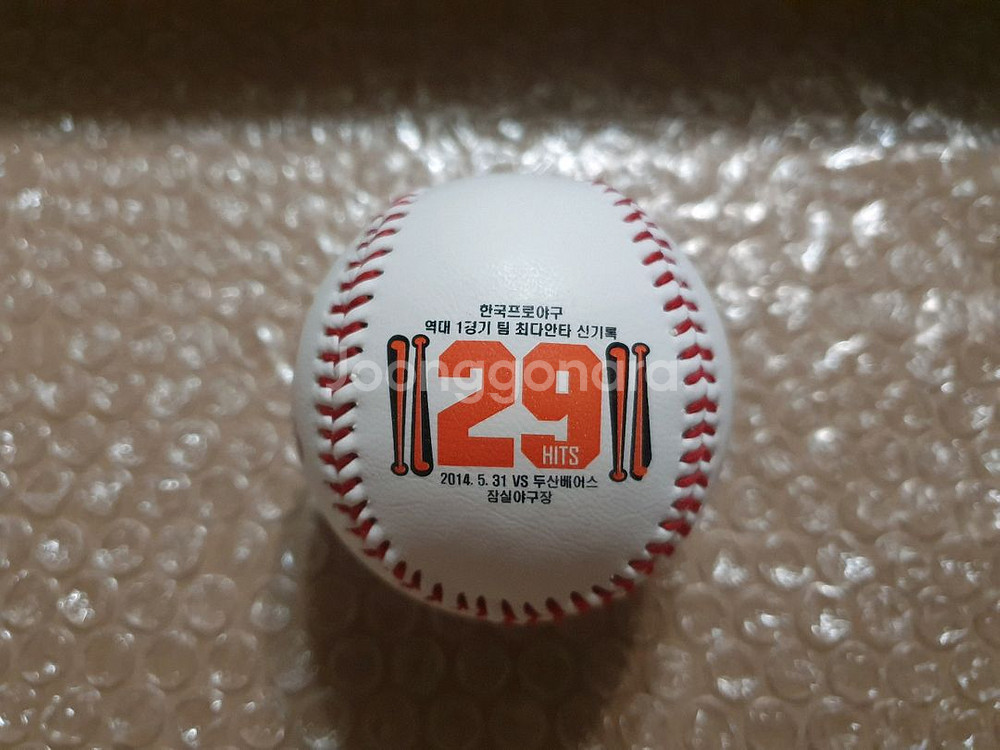 한국프로야구
역대 1경기 팀 최다안타 신기록
29
HITS
Joonggonara
2014. 5. 31 VS 두산베어스
잠실야구장